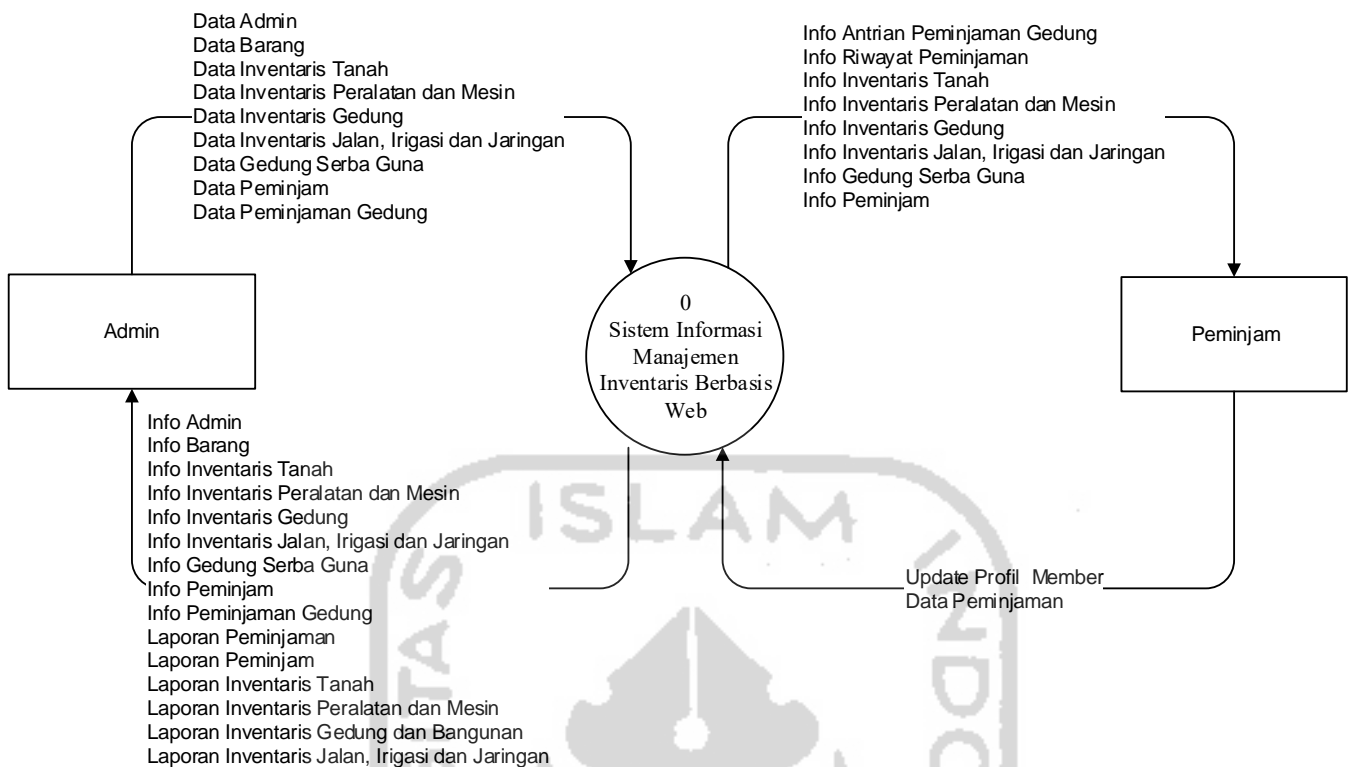 Data Admin
Data Barang
Data Inventaris Tanah
Data Inventaris Peralatan dan Mesin
Data Inventaris Gedung
Data Inventaris Jalan, Irigasi dan Jaringan
Data Gedung Serba Guna
Data Peminjam
Data Peminjaman Gedung
Info Antrian Peminjaman Gedung
Info Riwayat Peminjaman
Info Inventaris Tanah
Info Inventaris Peralatan dan Mesin
Info Inventaris Gedung
Info Inventaris Jalan, Irigasi dan Jaringan
Info Gedung Serba Guna
Info Peminjam
Admin
0
Sistem Informasi
Manajemen
Inventaris Berbasis
Web
Peminjam
Info Admin
Info Barang
Info Inventaris Tanah
Info Inventaris Peralatan dan Mesin
Info Inventaris Gedung
Info Inventaris Jalan, Irigasi dan Jaringan
Info Gedung Serba Guna
Info Peminjam
Info Peminjaman Gedung
Laporan Peminjaman
Laporan Peminjam
Laporan Inventaris Tanah
Laporan Inventaris Peralatan dan Mesin
Laporan Inventaris Gedung dan Bangunan
Laporan Inventaris Jalan, Irigasi dan Jaringan
Update Profil Member
Data Peminjaman
ISLAM